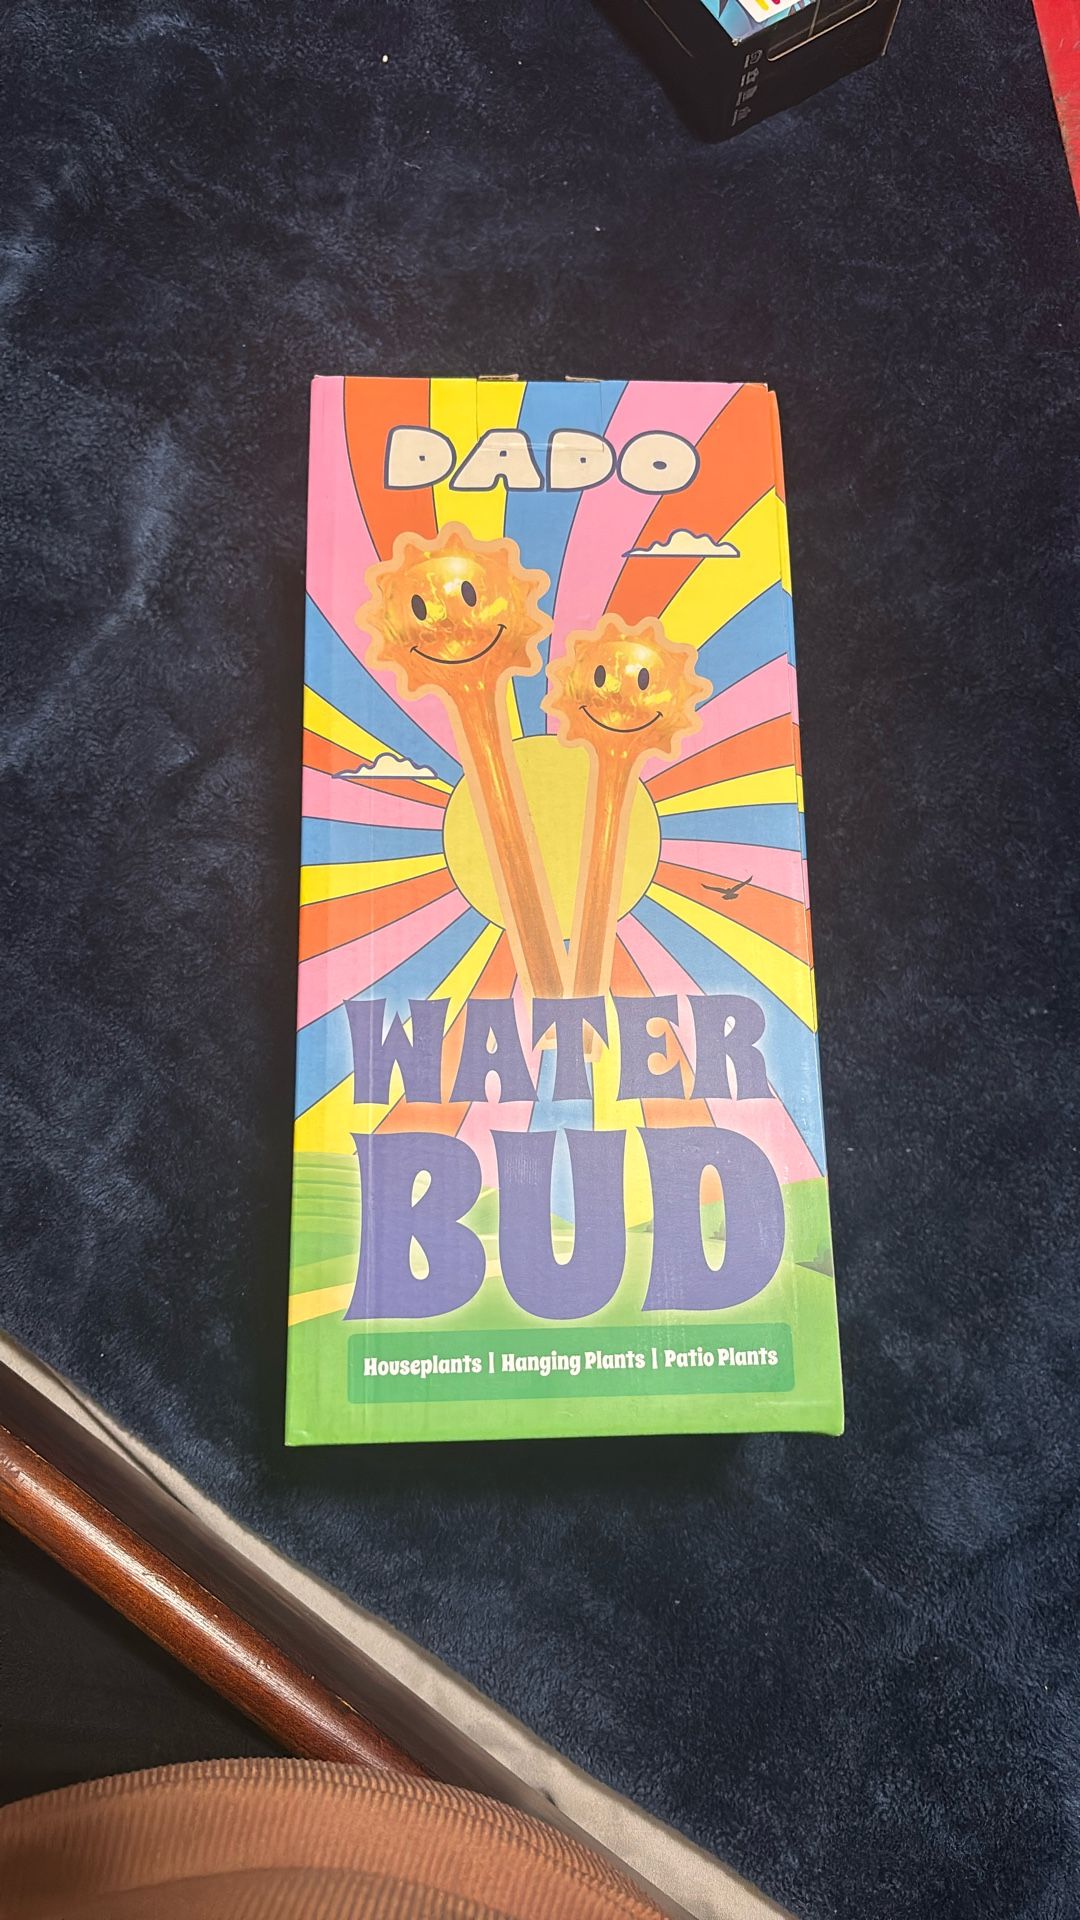 DADO
WATER
BUD
Houseplants | Hanging Plants | Patio Plants